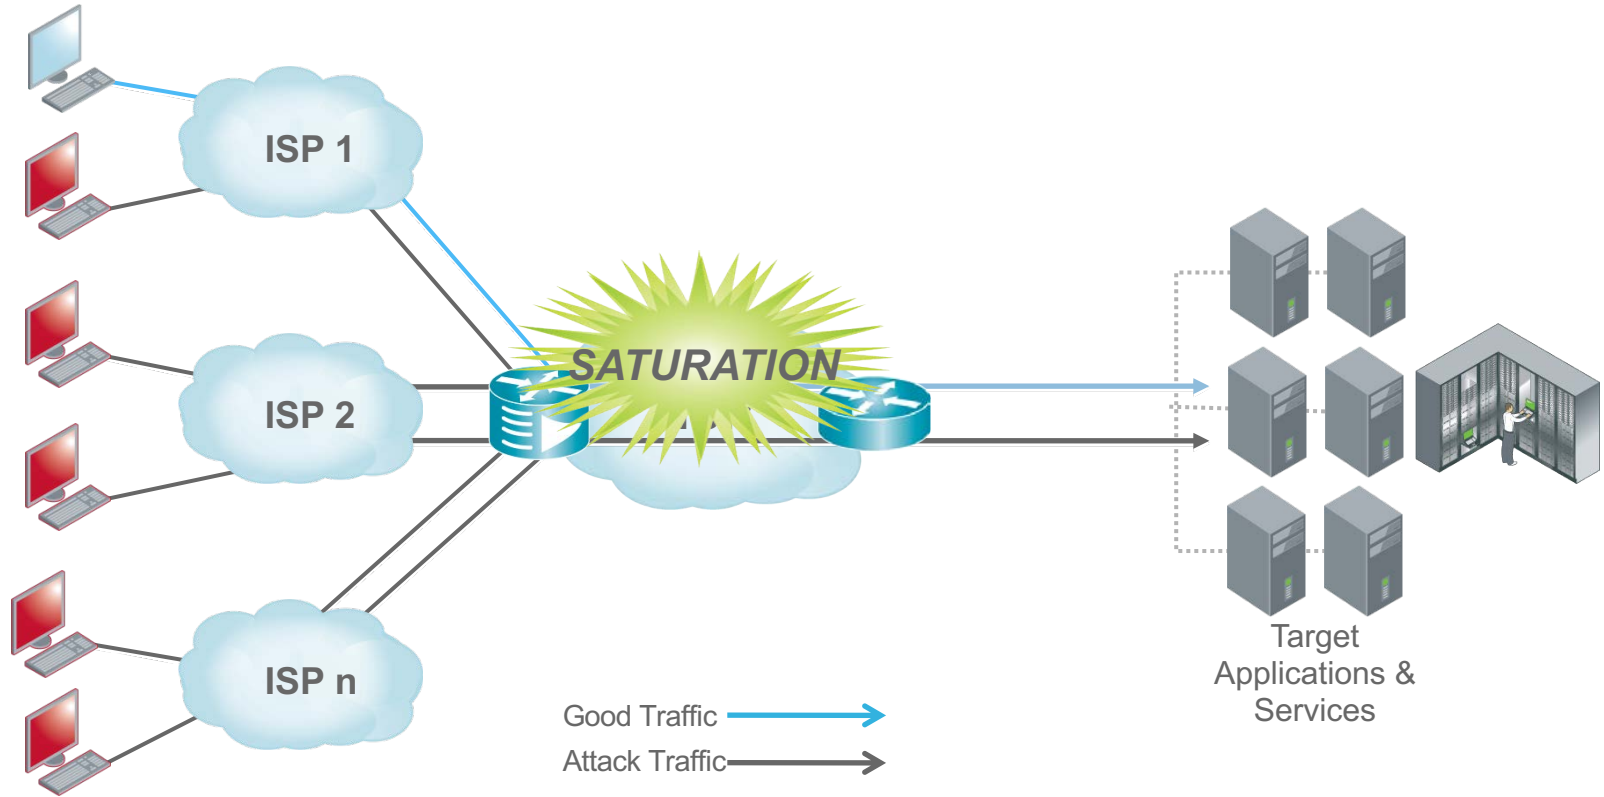 ISP 1
SATURATION
ISP 2
ISP n
Target
Applications &
Services
Good Traffic
Attack Traffic